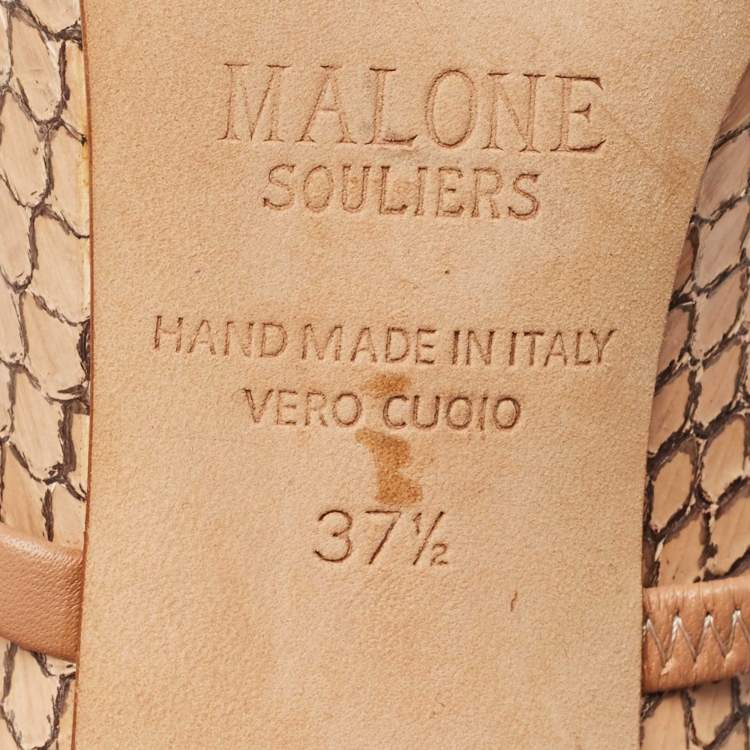 MALONE
SOULIERS
HAND MADE IN ITALY
VERO CUOIO
37½